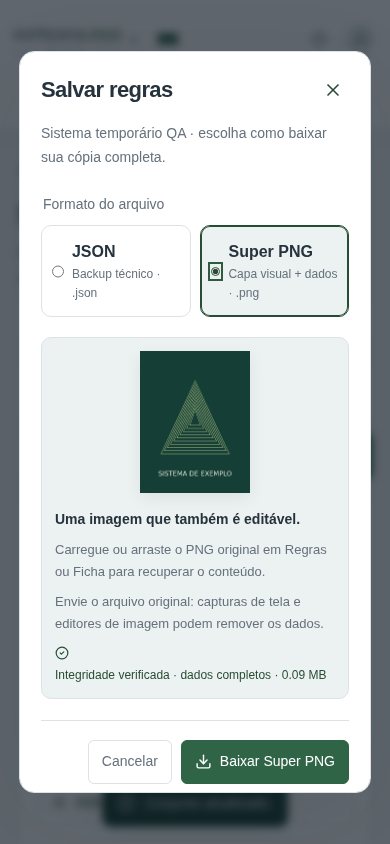 Salvar regras
Sistema temporário QA · escolha como baixar
sua cópia completa.
Formato do arquivo
JSON
Backup técnico ·
.json
Super PNG
Capa visual + dados
· .png
SISTEMA DE EXEMPLO
Uma imagem que também é editável.
Carregue ou arraste o PNG original em Regras
ou Ficha para recuperar o conteúdo.
Envie o arquivo original: capturas de tela e
editores de imagem podem remover os dados.
Integridade verificada · dados completos · 0.09 MB
Cancelar
Baixar Super PNG